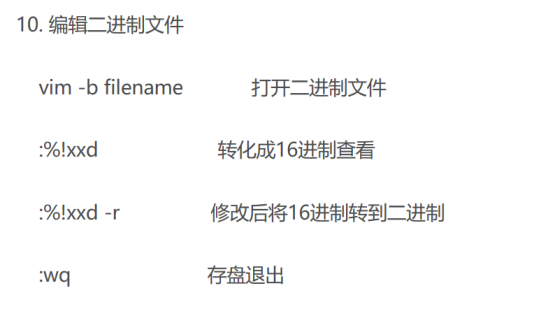 10. 编辑二进制文件
vim -b filename 打开二进制文件
:%!xxd 转化成16进制查看
:%!xxd -r 修改后将16进制转到二进制
:wq 存盘退出